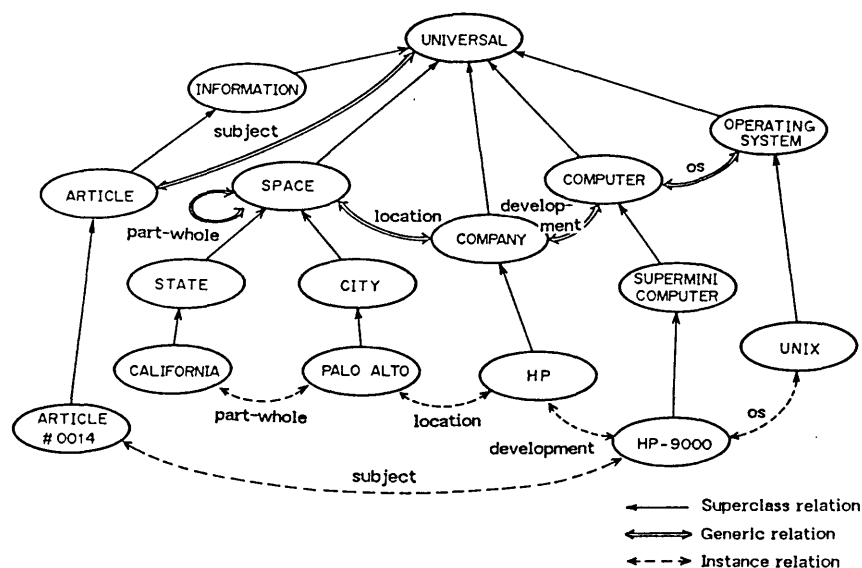 UNIVERSAL
INFORMATION
subject
OPERATING
SYSTEM
ARTICLE
SPACE
COMPUTER
os
part-whole
location
develop-
ment
COMPANY
STATE
CITY
SUPERMINI
COMPUTER
CALIFORNIA
PALO ALTO
HP
UNIX
part-whole
location
os
ARTICLE
#0014
development
HP-9000
subject
Superclass relation
Generic relation
Instance relation